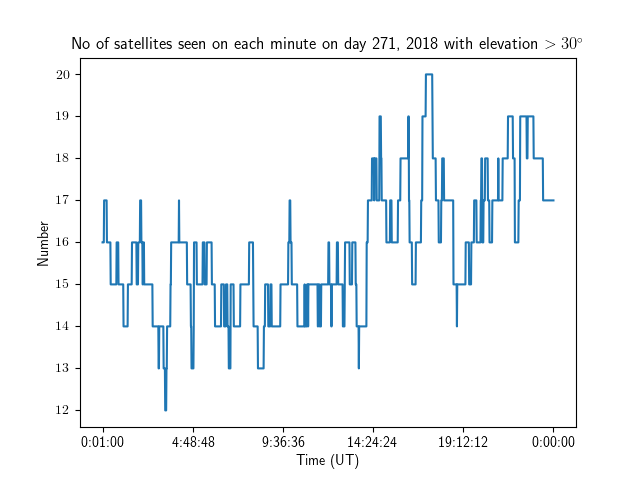 No of satellites seen on each minute on day 271, 2018 with elevation > 30°
20
19
18
17
16
15
14
13
12
Number
0:01:00 4:48:48 9:36:36 14:24:24 19:12:12 0:00:00
Time (UT)